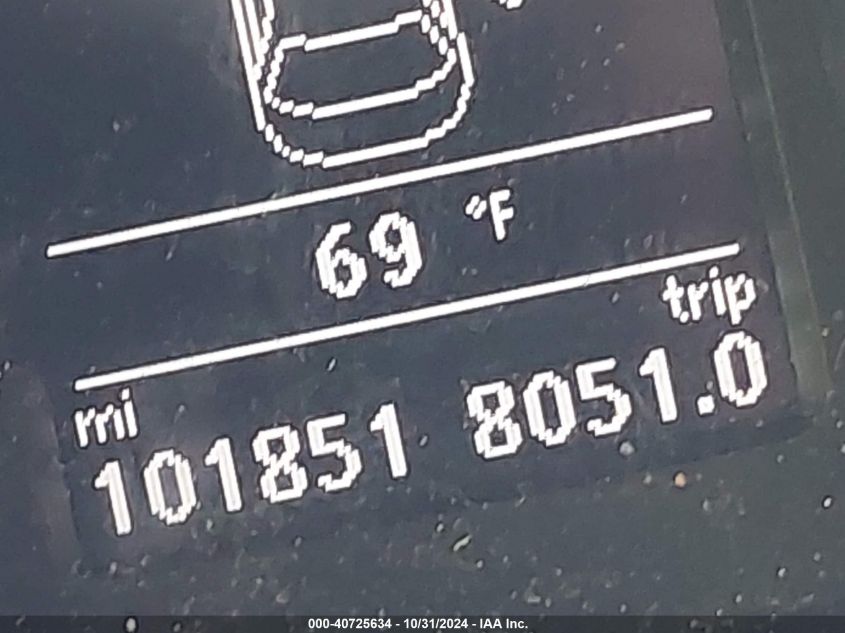 69 °F
mi trip
101851 8051.0
000-40725634 - 10/31/2024 - IAA Inc.